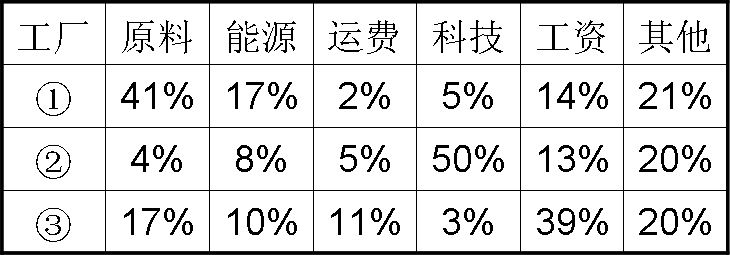 工厂 原料 能源 运费 科技 工资 其他
① 41% 17% 2% 5% 14% 21%
② 4% 8% 5% 50% 13% 20%
③ 17% 10% 11% 3% 39% 20%